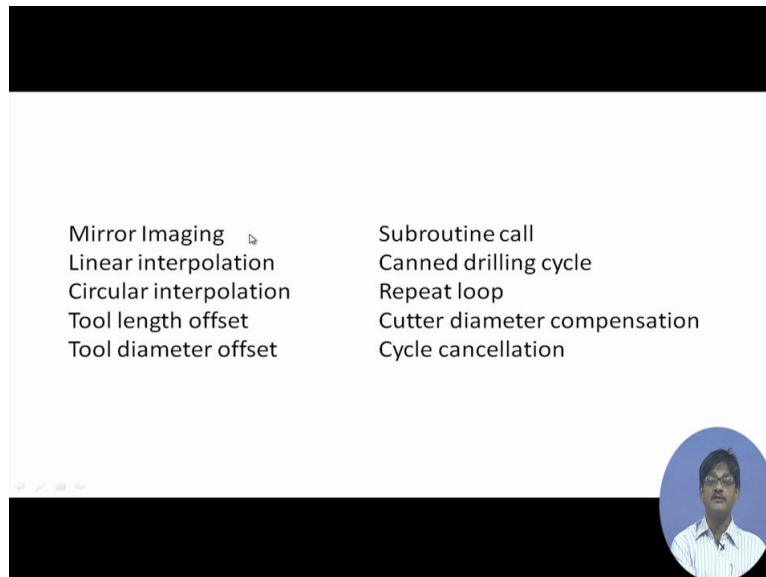 Mirror Imaging
Linear interpolation
Circular interpolation
Tool length offset
Tool diameter offset
Subroutine call
Canned drilling cycle
Repeat loop
Cutter diameter compensation
Cycle cancellation